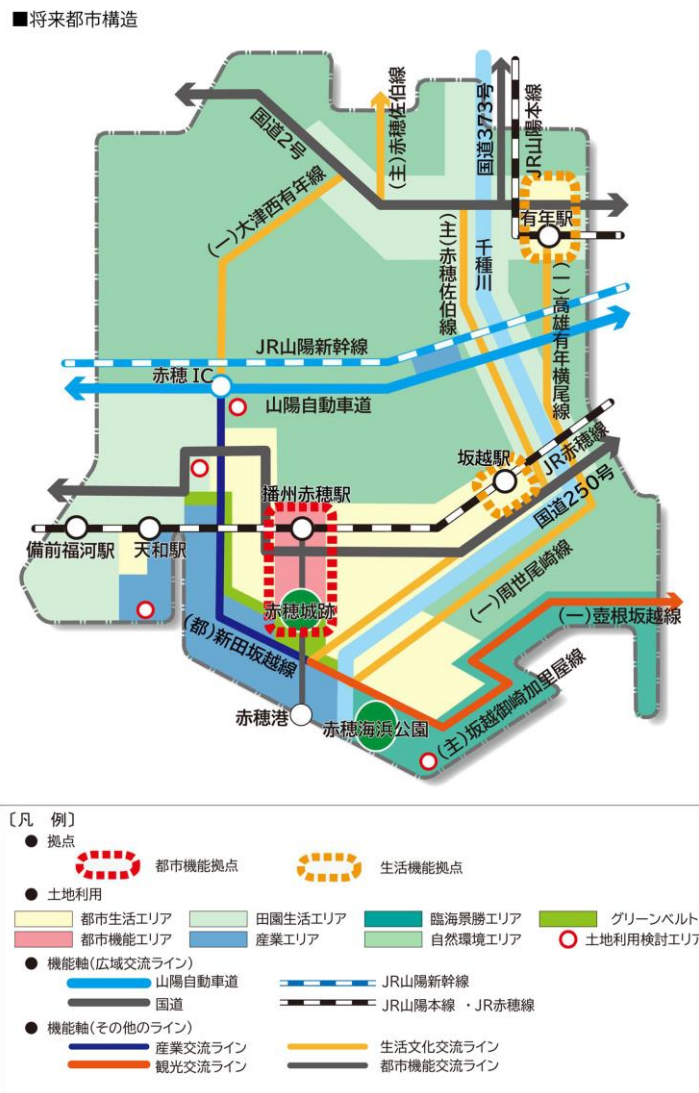 ■将来都市構造
国道2号
(主)赤穂佐伯線
国道373号
JR山陽本線
(一)大津西有年線
有年駅
(主)赤穂佐伯線
千種川
(一)高雄有年横尾線
JR山陽新幹線
赤穂 IC
山陽自動車道
坂越駅
JR赤穂線
播州赤穂駅
国道250号
備前福河駅
天和駅
赤穂城跡
(一)周世尾崎線
(一)壺根坂越線
(都)新田坂越線
赤穂港
赤穂海浜公園
(主)坂越御崎加里屋線
〔凡 例〕
● 拠点
都市機能拠点
生活機能拠点
● 土地利用
都市生活エリア
田園生活エリア
臨海景勝エリア
グリーンベルト
都市機能エリア
産業エリア
自然環境エリア
土地利用検討エリア
● 機能軸(広域交流ライン)
山陽自動車道
JR山陽新幹線
国道
JR山陽本線 ・JR赤穂線
● 機能軸(その他のライン)
産業交流ライン
生活文化交流ライン
観光交流ライン
都市機能交流ライン